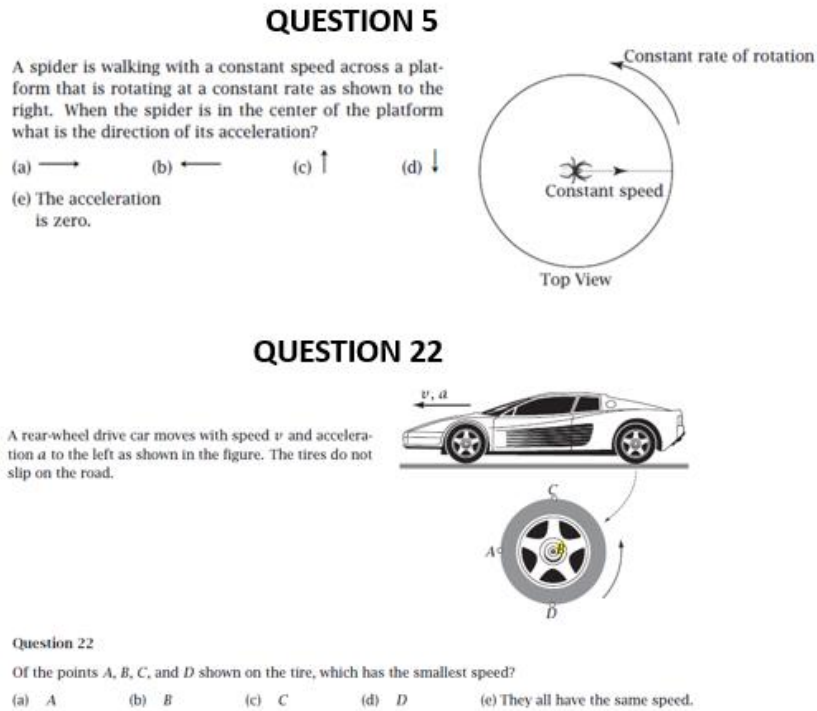 QUESTION 5
A spider is walking with a constant speed across a plat-
form that is rotating at a constant rate as shown to the
right. When the spider is in the center of the platform
what is the direction of its acceleration?
(a) → (b) ← (c) ↑ (d) ↓
(e) The acceleration
is zero.
Constant rate of rotation
Constant speed
Top View
QUESTION 22
A rear-wheel drive car moves with speed v and accelera-
tion a to the left as shown in the figure. The tires do not
slip on the road.
v, a
C
A
B
D
Question 22
Of the points A, B, C, and D shown on the tire, which has the smallest speed?
(a) A (b) B (c) C (d) D (e) They all have the same speed.